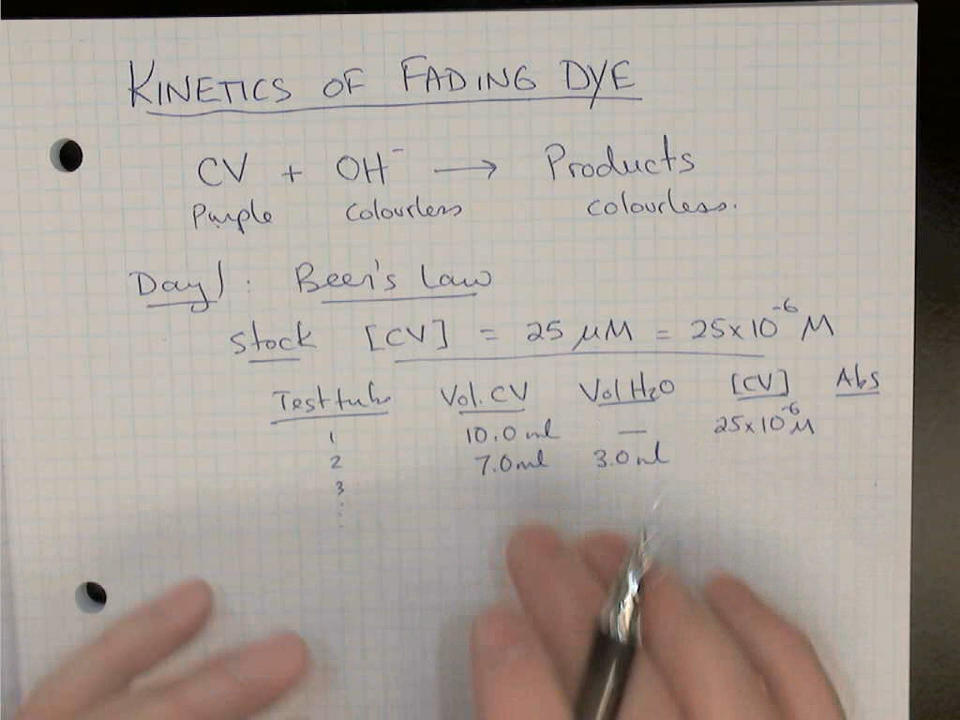 KINETICS OF FADING DYE
CV + OH⁻ → Products
Purple colourless colourless.
Day 1: Beer's Law
Stock [CV] = 25 μM = 25x10⁻⁶ M
Test tube Vol. CV Vol H₂O [CV] Abs
1 10.0 ml — 25x10⁻⁶ M
2 7.0 ml 3.0 ml
3